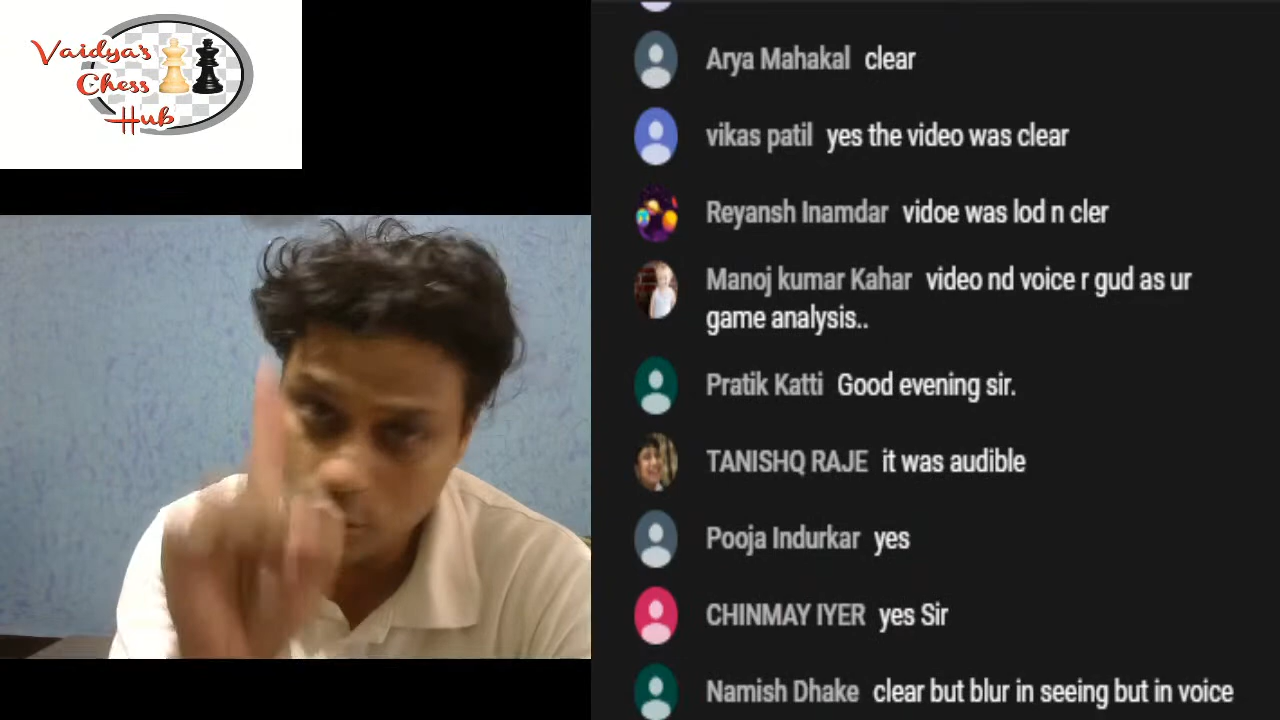 Vaidya's
Chess
Hub
Arya Mahakal clear
vikas patil yes the video was clear
Reyansh Inamdar vidoe was lod n cler
Manoj kumar Kahar video nd voice r gud as ur
game analysis..
Pratik Katti Good evening sir.
TANISHQ RAJE it was audible
Pooja Indurkar yes
CHINMAY IYER yes Sir
Namish Dhake clear but blur in seeing but in voice